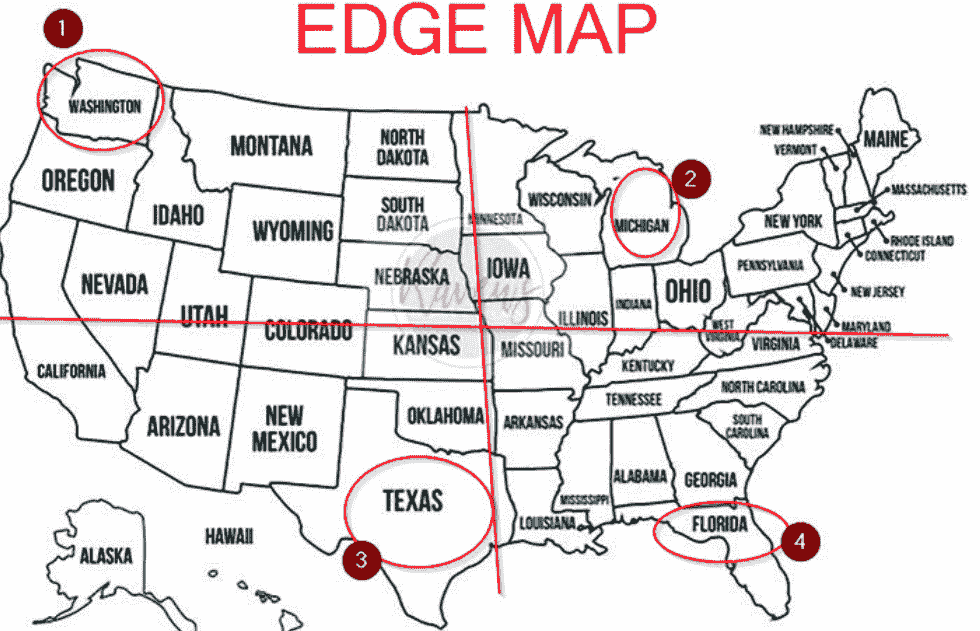 EDGE MAP
1
WASHINGTON
MONTANA
NORTH
DAKOTA
MAINE
NEW HAMPSHIRE
VERMONT
OREGON
IDAHO
SOUTH
DAKOTA
WYOMING
MINNESOTA
WISCONSIN
MICHIGAN
2
NEW YORK
MASSACHUSETTS
RHODE ISLAND
CONNECTICUT
NEVADA
UTAH
COLORADO
NEBRASKA
IOWA
ILLINOIS
INDIANA
OHIO
PENNSYLVANIA
NEW JERSEY
MARYLAND
DELAWARE
WEST
VIRGINIA
VIRGINIA
CALIFORNIA
KANSAS
MISSOURI
KENTUCKY
ARIZONA
NEW
MEXICO
OKLAHOMA
ARKANSAS
TENNESSEE
NORTH CAROLINA
SOUTH
CAROLINA
TEXAS
3
LOUISIANA
MISSISSIPPI
ALABAMA
GEORGIA
FLORIDA
4
ALASKA
HAWAII